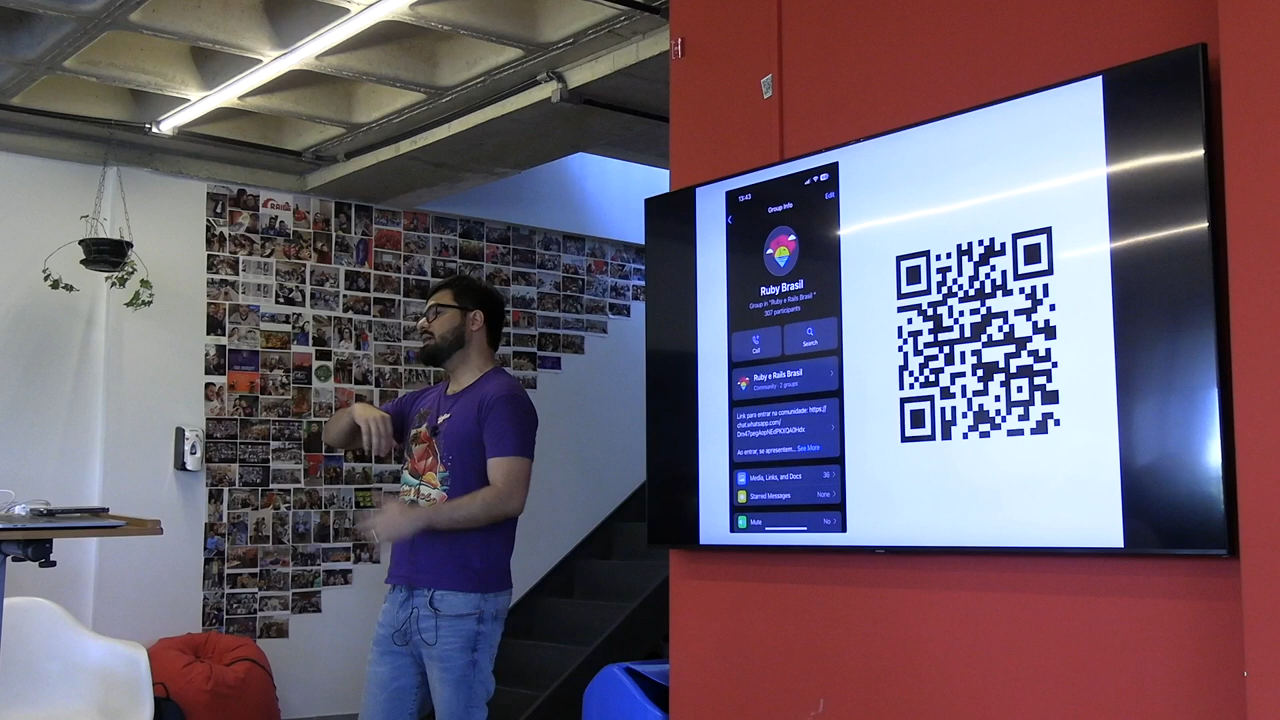 RAISE
13:43
Edit
Group Info
Ruby Brasil
Group in "Ruby e Rails Brasil "
307 participants
Call
Search
Ruby e Rails Brasil
Community · 2 groups
Link para entrar na comunidade: https://
chat.whatsapp.com/
Ao entrar, se apresentem... See More
Media, Links, and Docs
36
Starred Messages
None
Mute
No